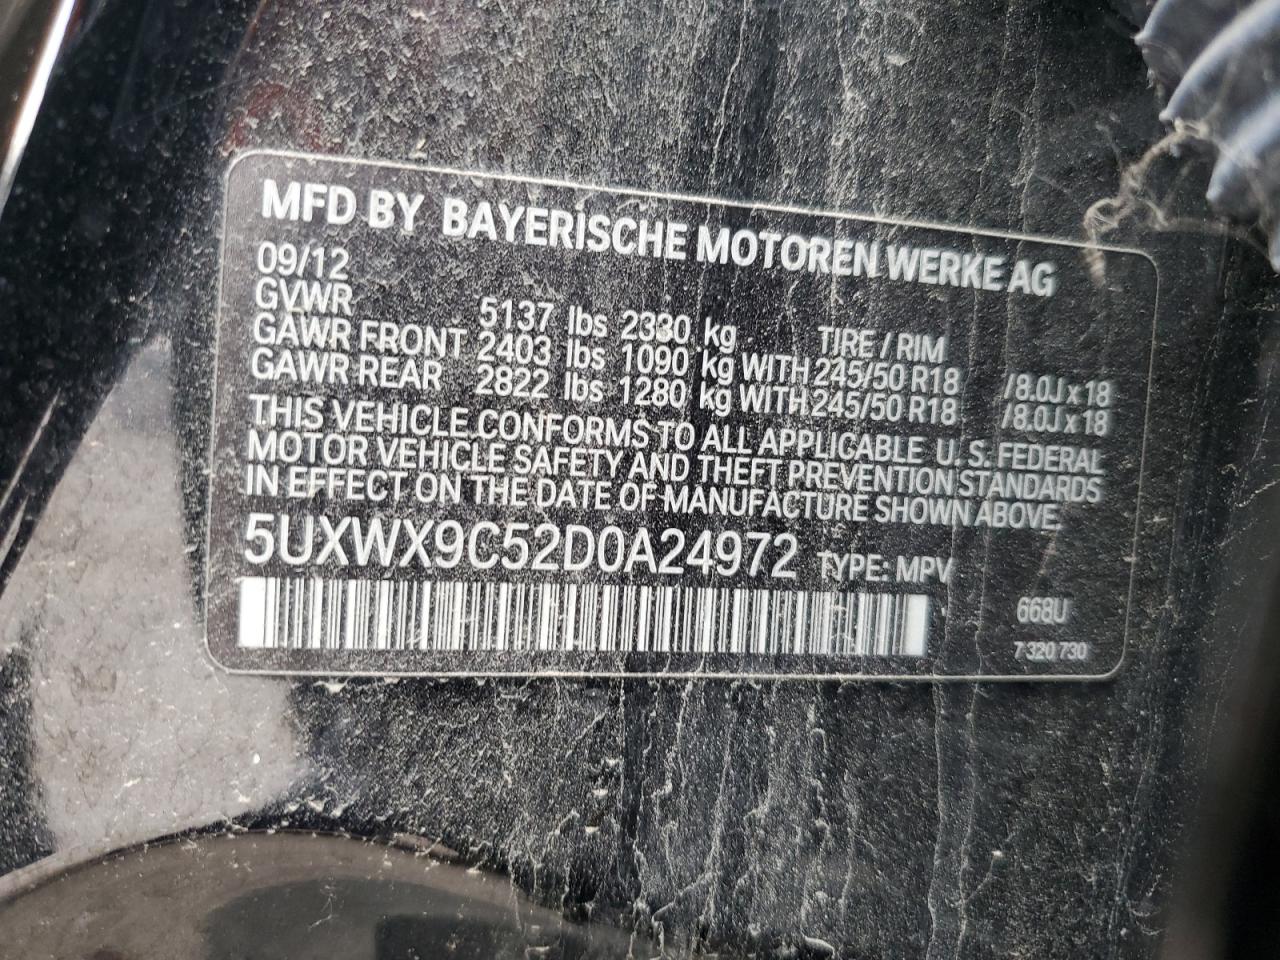 MFD BY BAYERISCHE MOTOREN WERKE AG
09/12
GVWR 5137 lbs 2330 kg TIRE / RIM
GAWR FRONT 2403 lbs 1090 kg WITH 245/50 R18 /8.0J x 18
GAWR REAR 2822 lbs 1280 kg WITH 245/50 R18 /8.0J x 18
THIS VEHICLE CONFORMS TO ALL APPLICABLE U.S. FEDERAL
MOTOR VEHICLE SAFETY AND THEFT PREVENTION STANDARDS
IN EFFECT ON THE DATE OF MANUFACTURE SHOWN ABOVE.
5UXWX9C52D0A24972 TYPE: MPV
668U
7 320 730